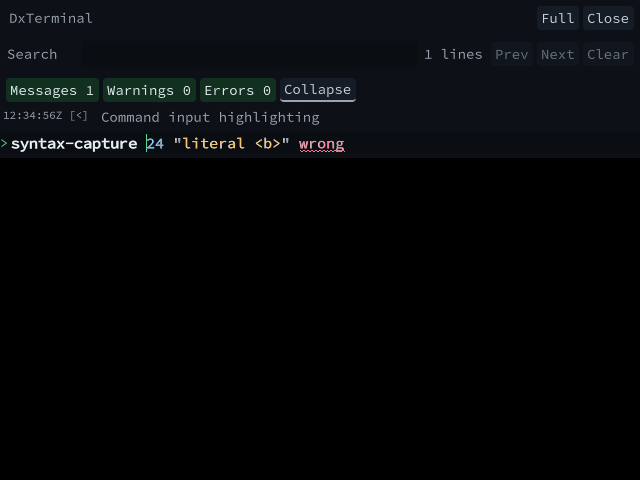 DxTerminal Full Close
Search 1 lines Prev Next Clear
Messages 1 Warnings 0 Errors 0 Collapse
12:34:56Z [<] Command input highlighting
>syntax-capture 24 "literal <b>" wrong